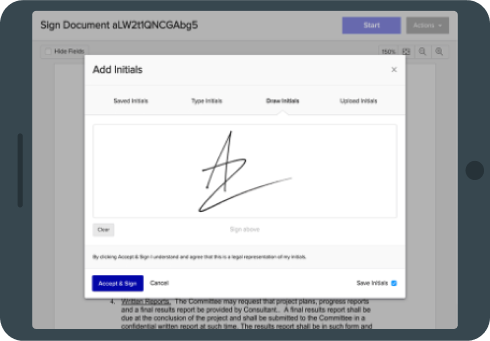 Sign Document aLW2t1QNCGAbg5
Start
Actions
Hide Fields
150%
Add Initials
×
Saved Initials
Type Initials
Draw Initials
Upload Initials
AZ
Clear
Sign above
By clicking Accept & Sign I understand and agree that this is a legal representation of my initials.
Accept & Sign
Cancel
Save Initials
4. Written Reports. The Committee may request that project plans, progress reports
and a final results report be provided by Consultant.. A final results report shall be
due at the conclusion of the project and shall be submitted to the Committee in a
confidential written report at such time. The results report shall be in such form and